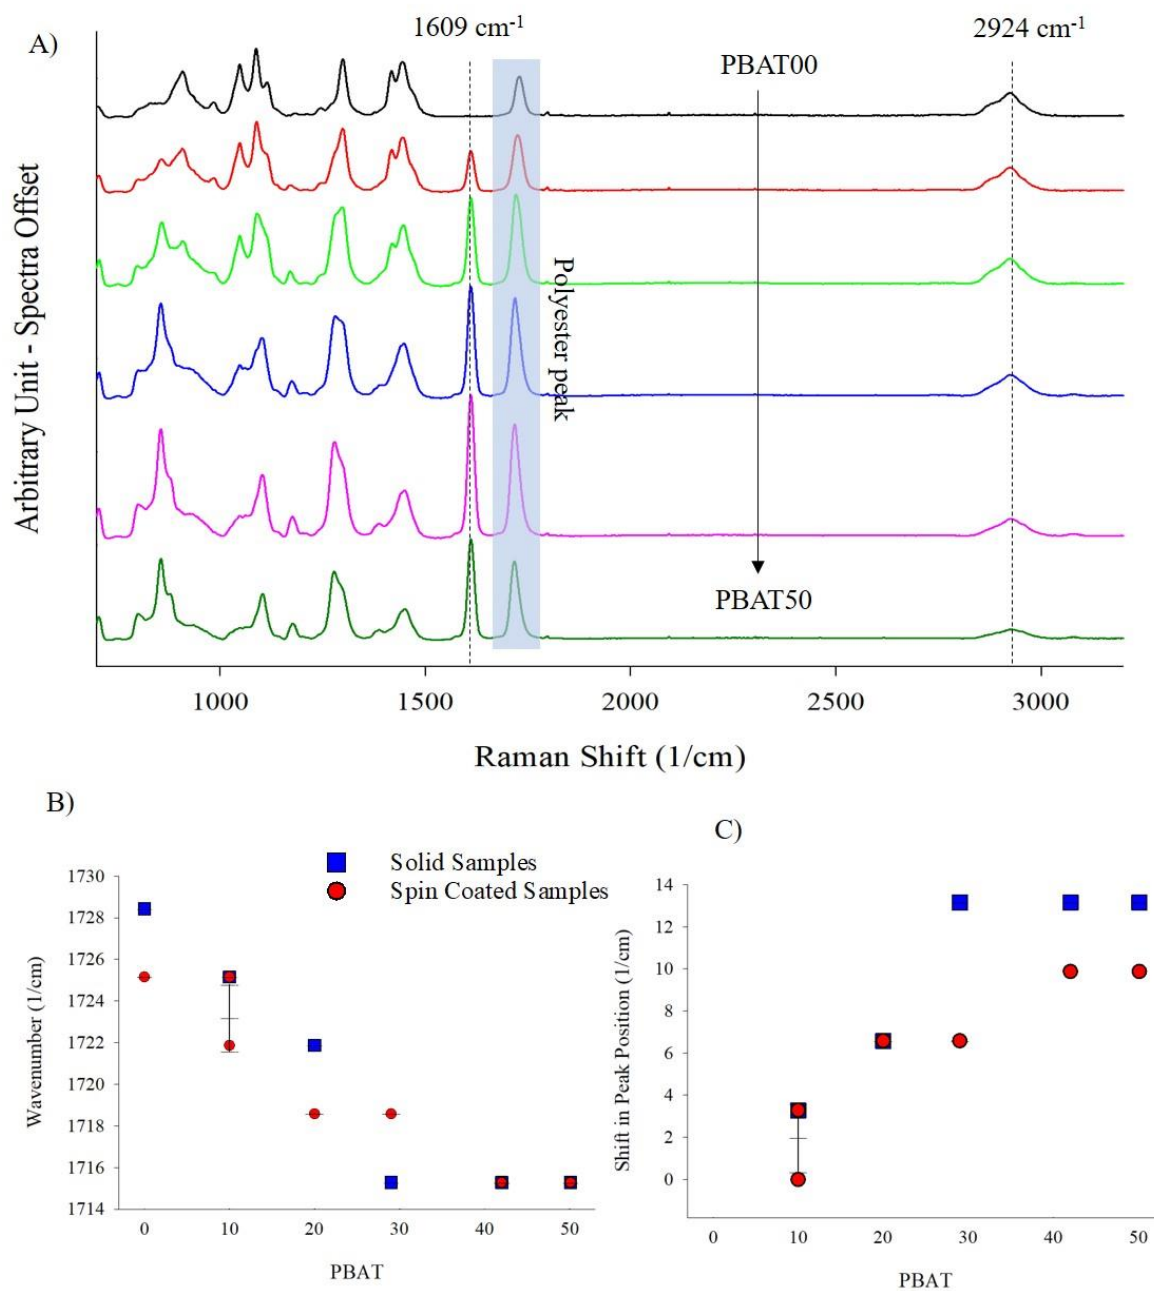 A)
1609 cm-1
2924 cm-1
PBAT00
Polyester peak
PBAT50
Arbitrary Unit - Spectra Offset
1000
1500
2000
2500
3000
Raman Shift (1/cm)
B)
Solid Samples
Spin Coated Samples
1730
1728
1726
1724
1722
1720
1718
1716
1714
Wavenumber (1/cm)
0
10
20
30
40
50
PBAT
C)
14
12
10
8
6
4
2
0
Shift in Peak Position (1/cm)
0
10
20
30
40
50
PBAT